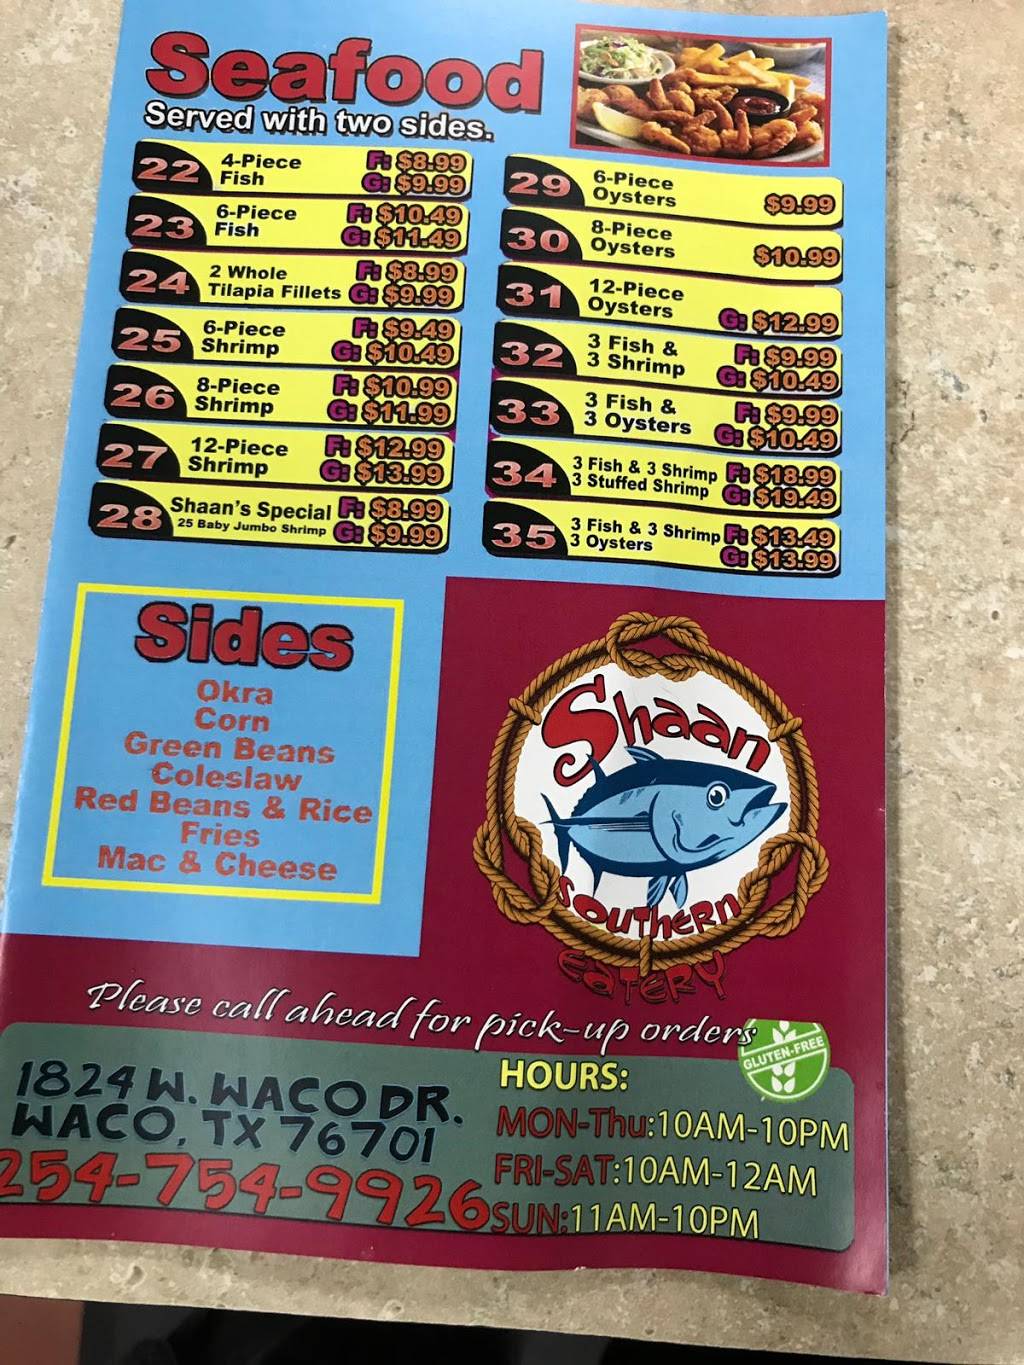 Seafood
Served with two sides.
22 4-Piece Fish F: $8.99 G: $9.99
23 6-Piece Fish F: $10.49 G: $11.49
24 2 Whole Tilapia Fillets F: $8.99 G: $9.99
25 6-Piece Shrimp F: $9.49 G: $10.49
26 8-Piece Shrimp F: $10.99 G: $11.99
27 12-Piece Shrimp F: $12.99 G: $13.99
28 Shaan's Special 25 Baby Jumbo Shrimp F: $8.99 G: $9.99
29 6-Piece Oysters $9.99
30 8-Piece Oysters $10.99
31 12-Piece Oysters G: $12.99
32 3 Fish & 3 Shrimp F: $9.99 G: $10.49
33 3 Fish & 3 Oysters F: $9.99 G: $10.49
34 3 Fish & 3 Shrimp 3 Stuffed Shrimp F: $18.99 G: $19.49
35 3 Fish & 3 Shrimp 3 Oysters F: $13.49 G: $13.99
Sides
Okra
Corn
Green Beans
Coleslaw
Red Beans & Rice
Fries
Mac & Cheese
Shaan
Southern
Eatery
Please call ahead for pick-up orders
GLUTEN-FREE
1824 W. WACO DR.
WACO, TX 76701
254-754-9926
HOURS:
MON-Thu:10AM-10PM
FRI-SAT:10AM-12AM
SUN:11AM-10PM